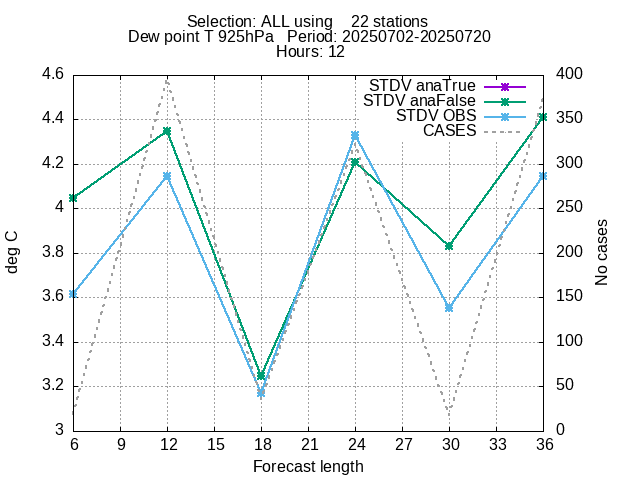 Selection: ALL using    22 stations
Dew point T 925hPa   Period: 20250702-20250720
Hours: 12
STDV anaTrue
STDV anaFalse
STDV OBS
CASES
4.6
4.4
4.2
4
3.8
3.6
3.4
3.2
3
400
350
300
250
200
150
100
50
0
deg C
No cases
6 9 12 15 18 21 24 27 30 33 36
Forecast length